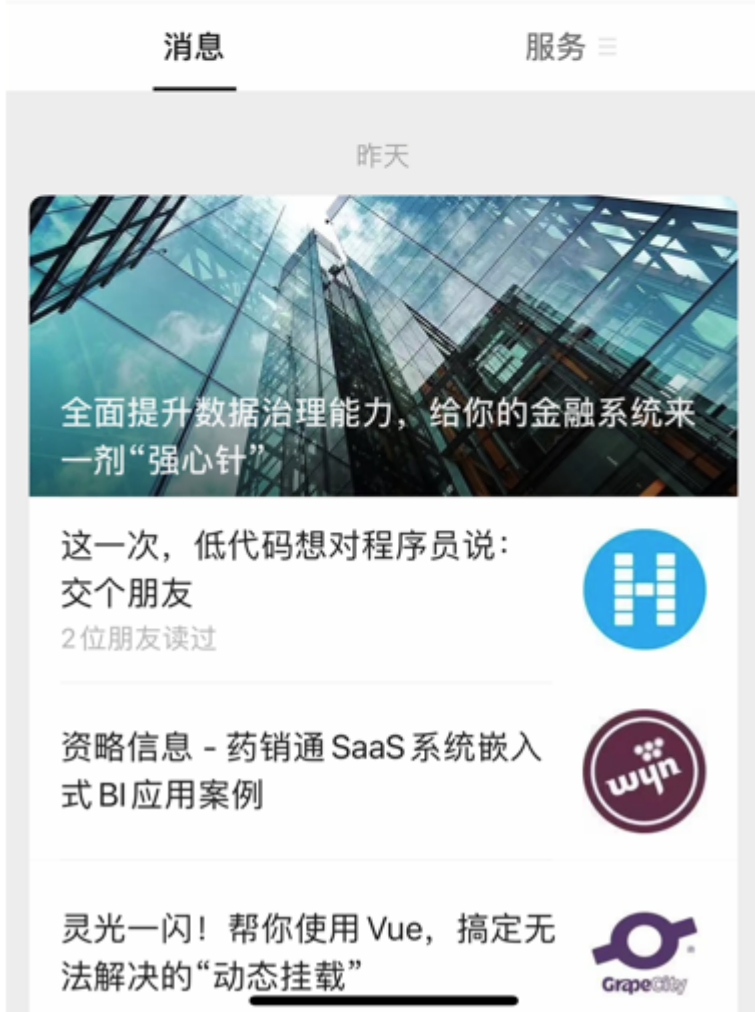 消息
服务
昨天
全面提升数据治理能力，给你的金融系统来
一剂“强心针”
这一次，低代码想对程序员说：
交个朋友
2位朋友读过
H
资略信息 - 药销通 SaaS 系统嵌入
式 BI 应用案例
wyn
灵光一闪！帮你使用 Vue，搞定无
法解决的“动态挂载”
GrapeCity